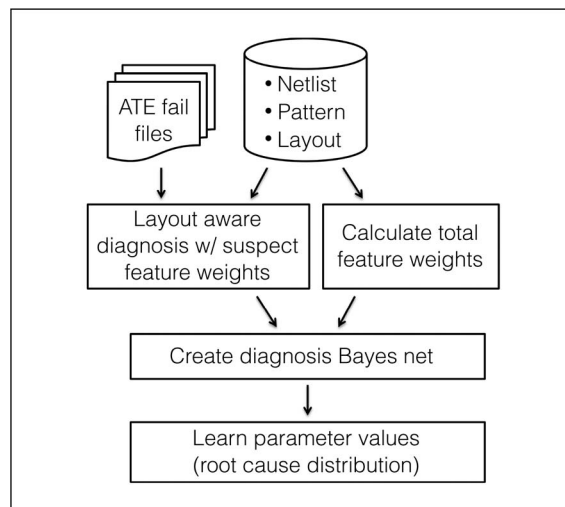 ATE fail
files
• Netlist
• Pattern
• Layout
Layout aware
diagnosis w/ suspect
feature weights
Calculate total
feature weights
Create diagnosis Bayes net
Learn parameter values
(root cause distribution)